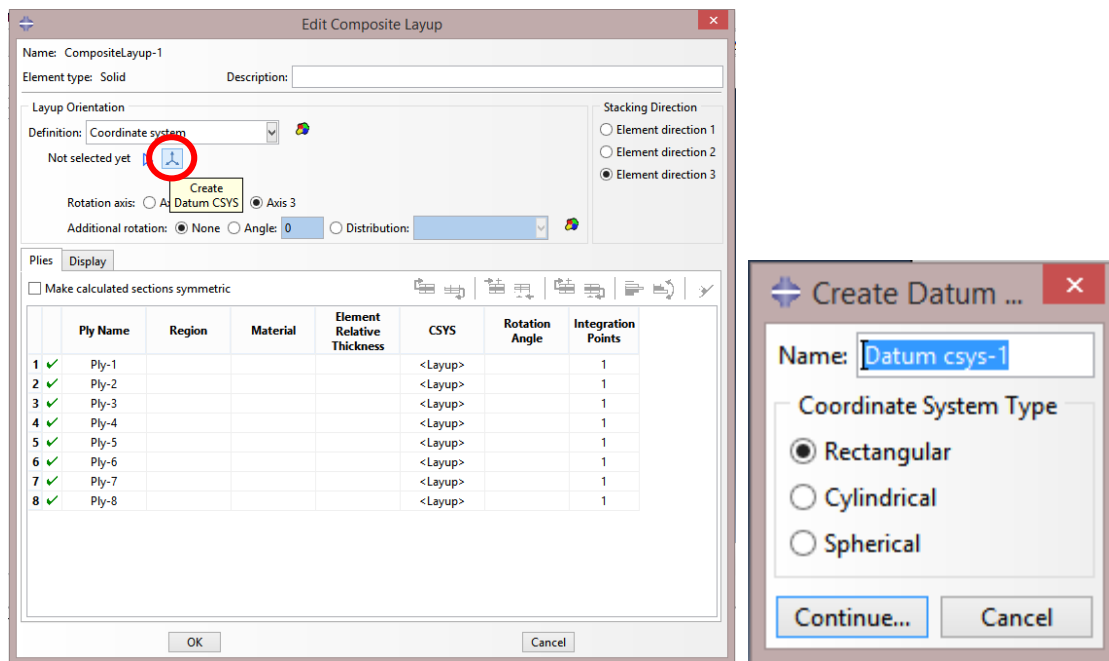 Edit Composite Layup
Name: CompositeLayup-1
Element type: Solid Description:
Layup Orientation
Definition: Coordinate system
Not selected yet
Create
Datum CSYS
Rotation axis: Axis 3
Additional rotation: None Angle: 0 Distribution:
Stacking Direction
Element direction 1
Element direction 2
Element direction 3
Plies Display
Make calculated sections symmetric
Ply Name Region Material Element Relative Thickness CSYS Rotation Angle Integration Points
1 Ply-1 <Layup> 1
2 Ply-2 <Layup> 1
3 Ply-3 <Layup> 1
4 Ply-4 <Layup> 1
5 Ply-5 <Layup> 1
6 Ply-6 <Layup> 1
7 Ply-7 <Layup> 1
8 Ply-8 <Layup> 1
OK Cancel
Create Datum ...
Name: Datum csys-1
Coordinate System Type
Rectangular
Cylindrical
Spherical
Continue... Cancel